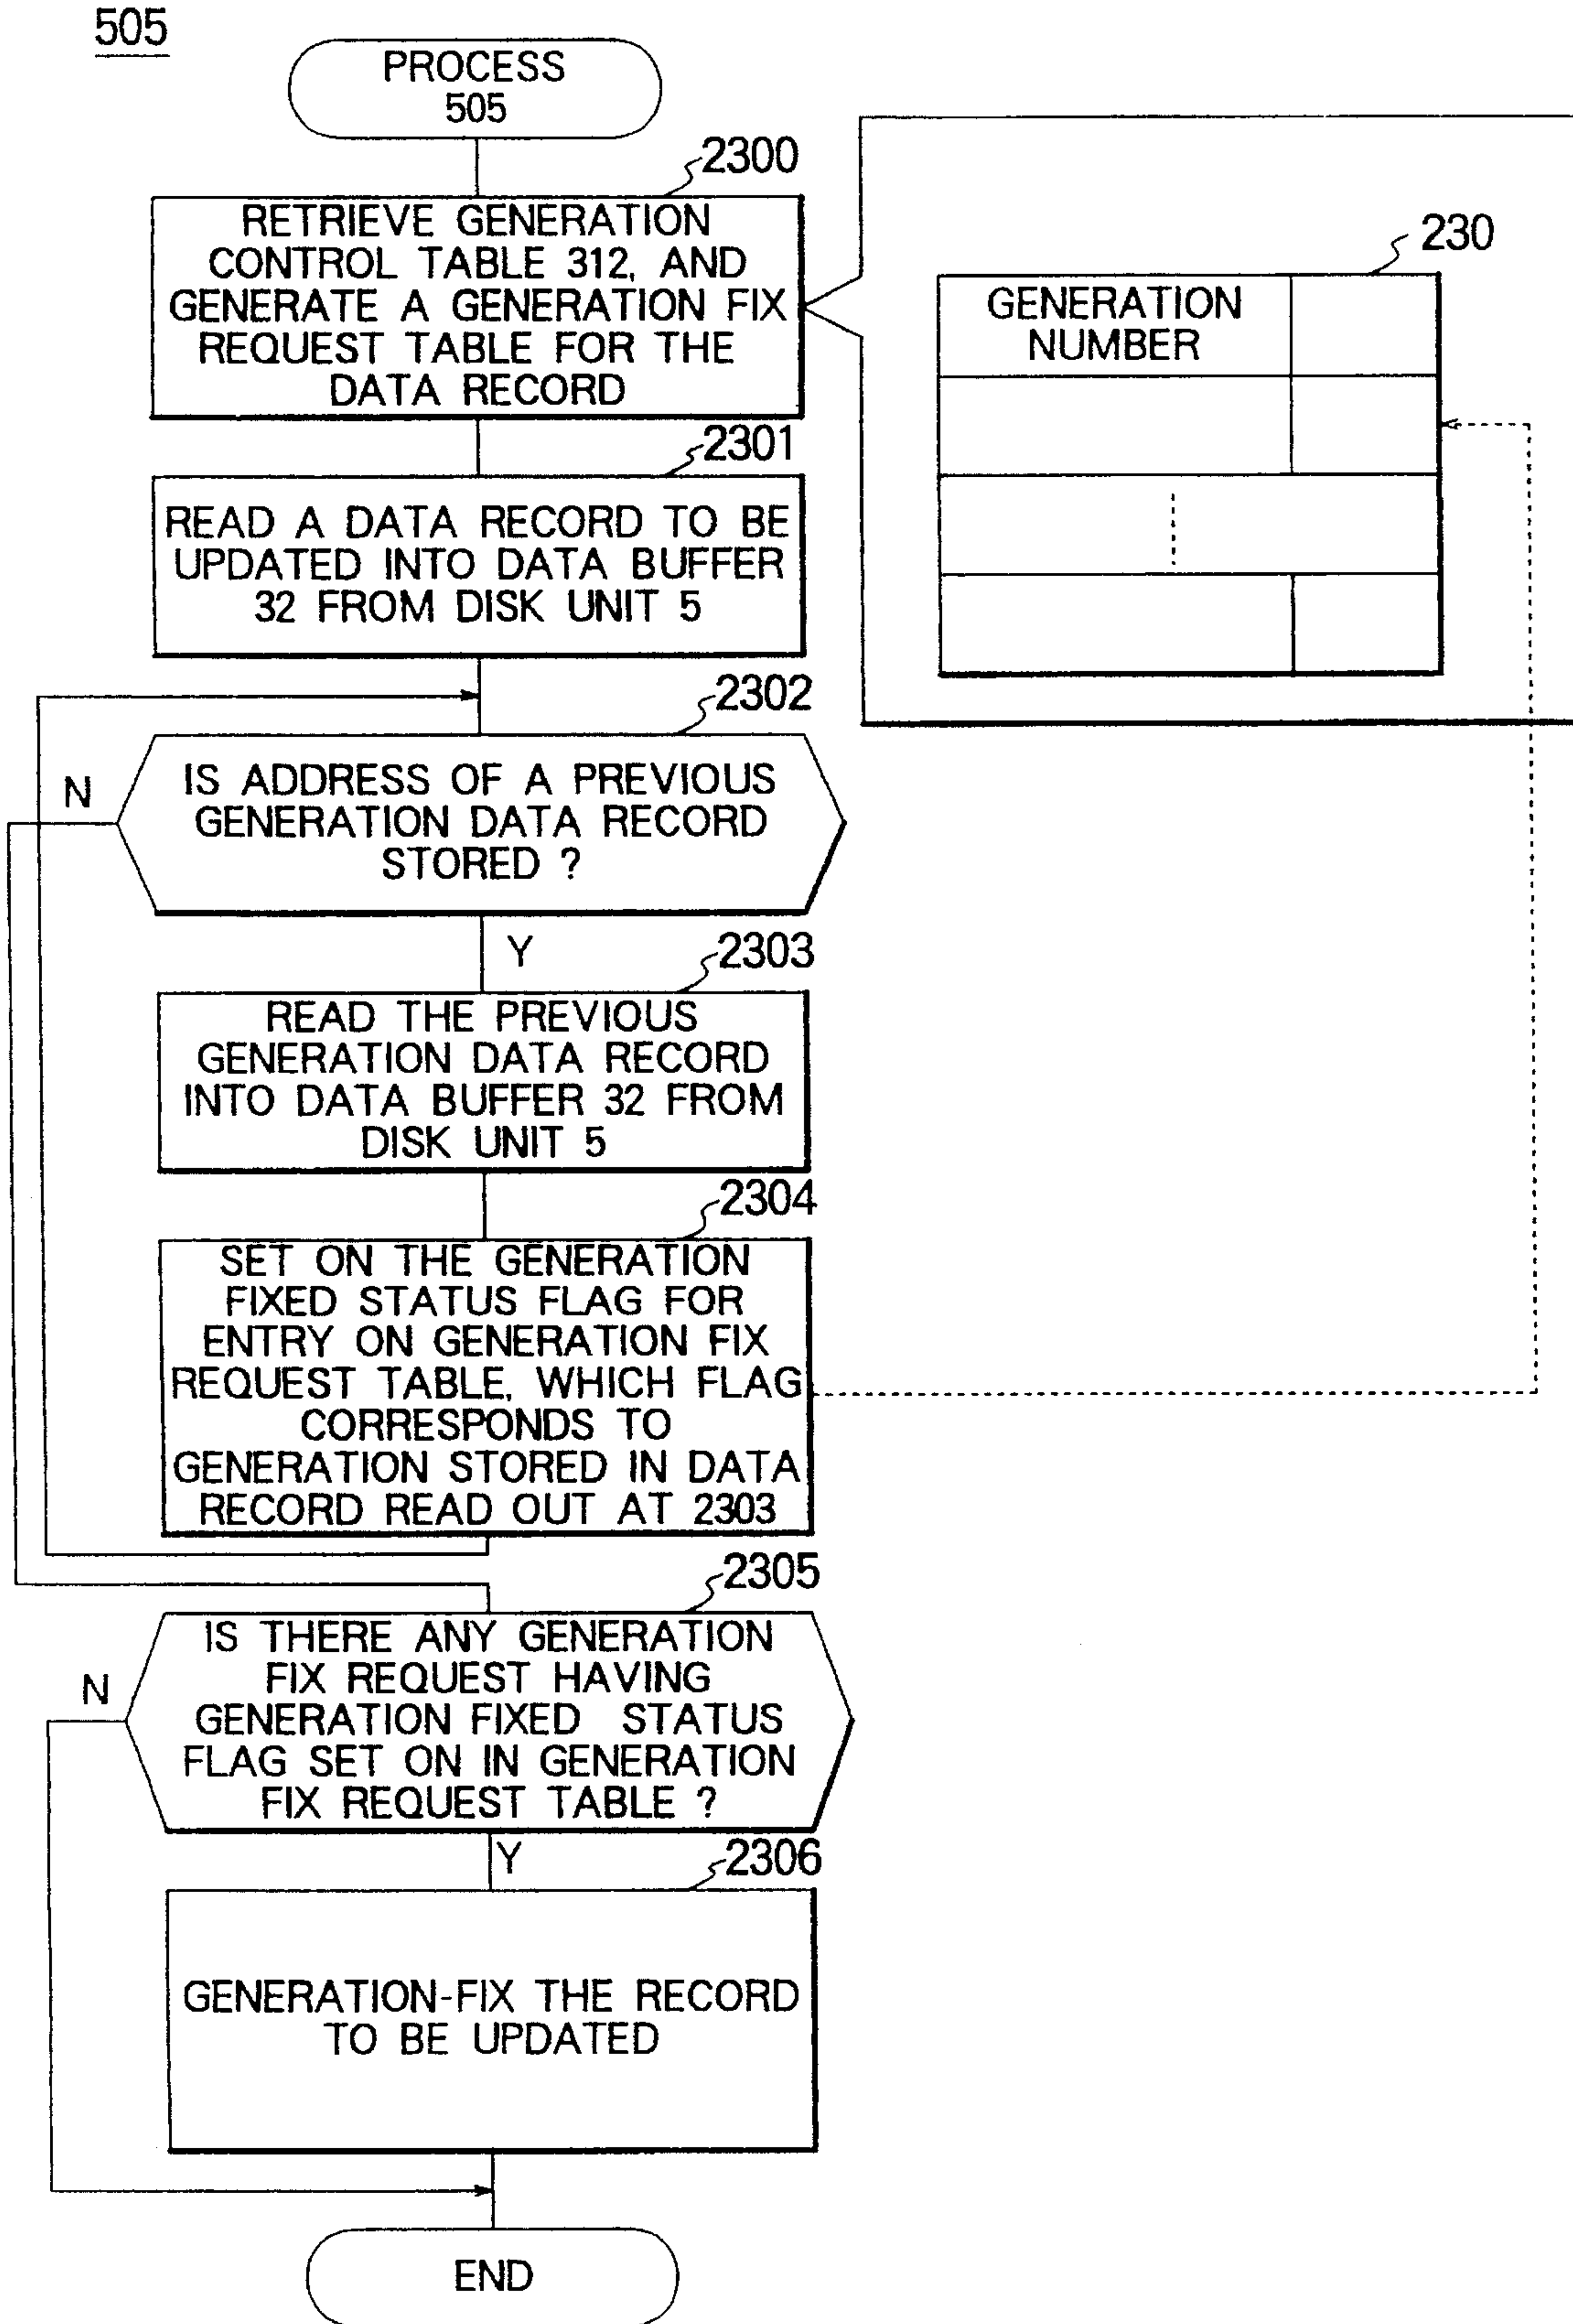 505
PROCESS
505
2300
RETRIEVE GENERATION
CONTROL TABLE 312, AND
GENERATE A GENERATION FIX
REQUEST TABLE FOR THE
DATA RECORD
230
GENERATION
NUMBER
2301
READ A DATA RECORD TO BE
UPDATED INTO DATA BUFFER
32 FROM DISK UNIT 5
2302
N
IS ADDRESS OF A PREVIOUS
GENERATION DATA RECORD
STORED ?
Y
2303
READ THE PREVIOUS
GENERATION DATA RECORD
INTO DATA BUFFER 32 FROM
DISK UNIT 5
2304
SET ON THE GENERATION
FIXED STATUS FLAG FOR
ENTRY ON GENERATION FIX
REQUEST TABLE, WHICH FLAG
CORRESPONDS TO
GENERATION STORED IN DATA
RECORD READ OUT AT 2303
2305
N
IS THERE ANY GENERATION
FIX REQUEST HAVING
GENERATION FIXED STATUS
FLAG SET ON IN GENERATION
FIX REQUEST TABLE ?
Y
2306
GENERATION-FIX THE RECORD
TO BE UPDATED
END